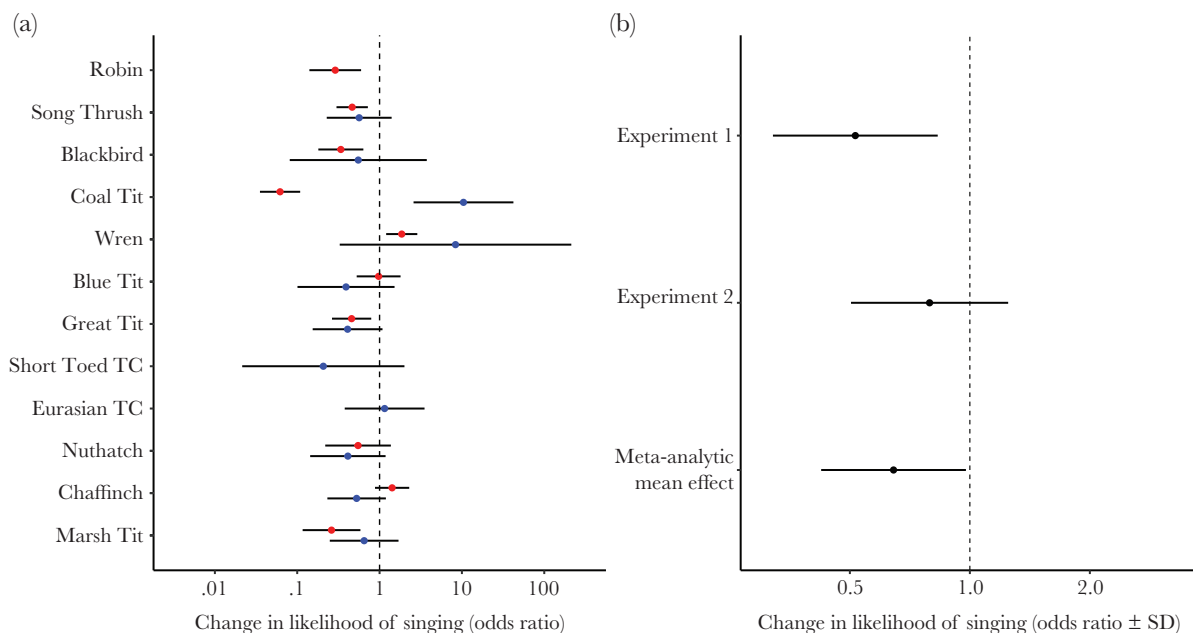 (a)
Robin
Song Thrush
Blackbird
Coal Tit
Wren
Blue Tit
Great Tit
Short Toed TC
Eurasian TC
Nuthatch
Chaffinch
Marsh Tit
.01 .1 1 10 100
Change in likelihood of singing (odds ratio)
(b)
Experiment 1
Experiment 2
Meta-analytic
mean effect
0.5 1.0 2.0
Change in likelihood of singing (odds ratio ± SD)